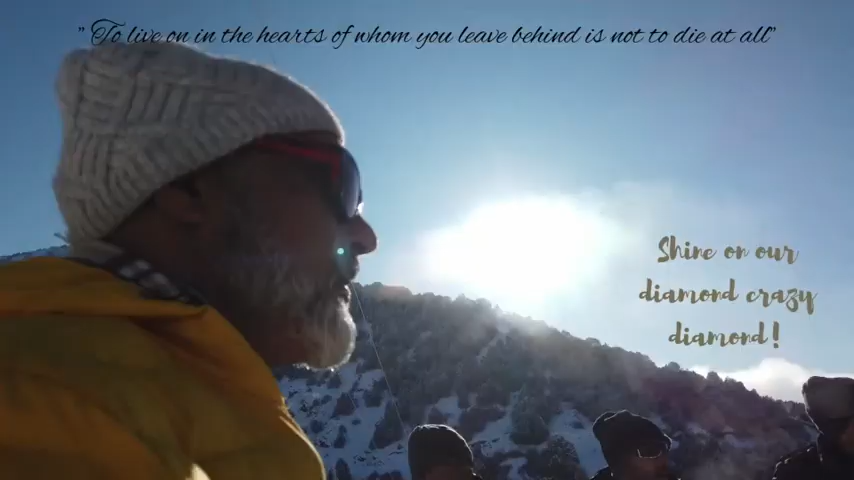 " To live on in the hearts of whom you leave behind is not to die at all"
Shine on our
diamond crazy
diamond!